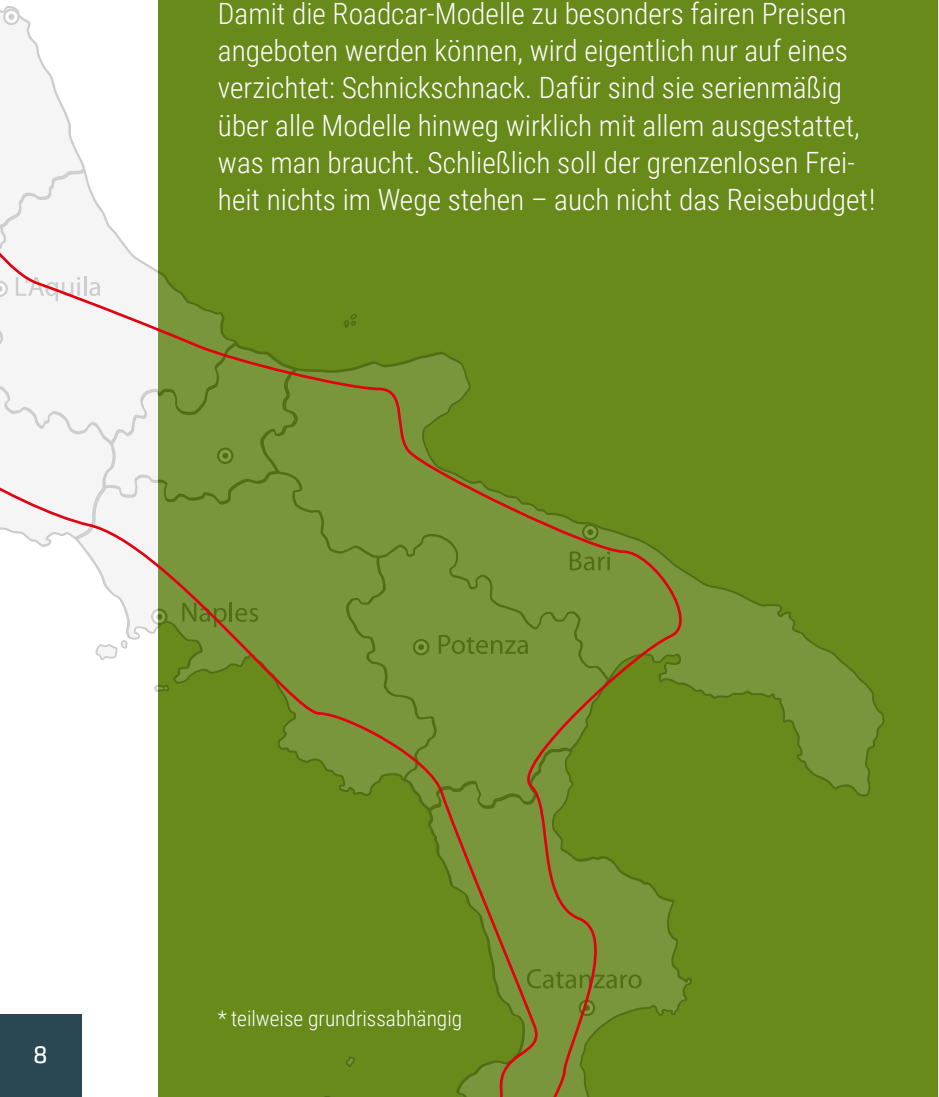 Damit die Roadcar-Modelle zu besonders fairen Preisen
angeboten werden können, wird eigentlich nur auf eines
verzichtet: Schnickschnack. Dafür sind sie serienmäßig
über alle Modelle hinweg wirklich mit allem ausgestattet,
was man braucht. Schließlich soll der grenzenlosen Frei-
heit nichts im Wege stehen – auch nicht das Reisebudget!
L'Aquila
Bari
Naples
Potenza
Catanzaro
* teilweise grundrissabhängig
8